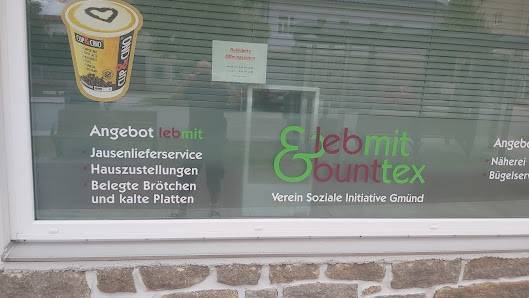 CUP&CINO
CUP&CINO
Angebot lebmit
• Jausenlieferservice
• Hauszustellungen
• Belegte Brötchen
und kalte Platten
& lebmit
bunttex
Verein Soziale Initiative Gmünd
Angebo
• Näherei
Bügelserv